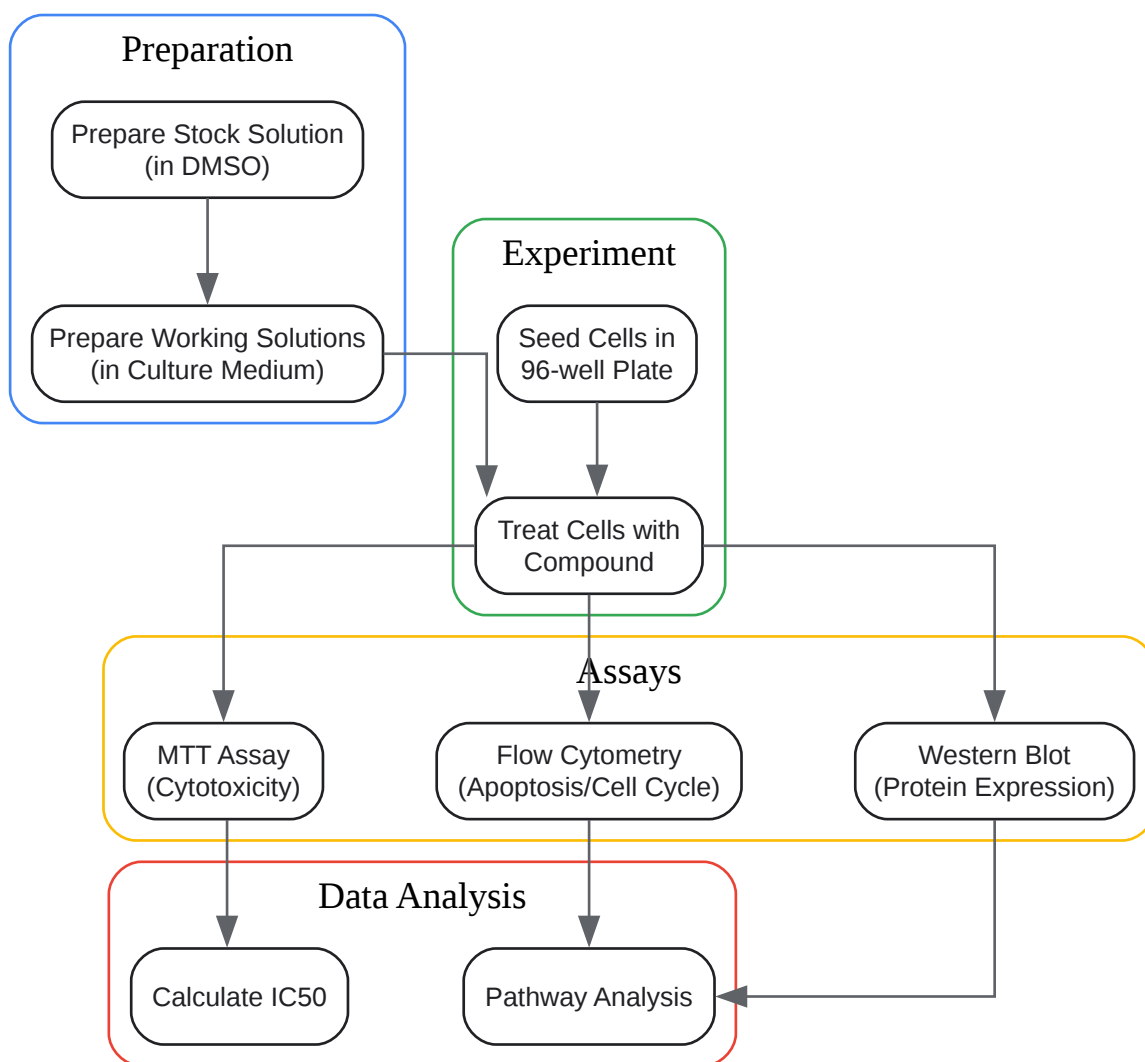 Preparation
Prepare Stock Solution
(in DMSO)
Prepare Working Solutions
(in Culture Medium)
Experiment
Seed Cells in
96-well Plate
Treat Cells with
Compound
Assays
MTT Assay
(Cytotoxicity)
Flow Cytometry
(Apoptosis/Cell Cycle)
Western Blot
(Protein Expression)
Data Analysis
Calculate IC50
Pathway Analysis